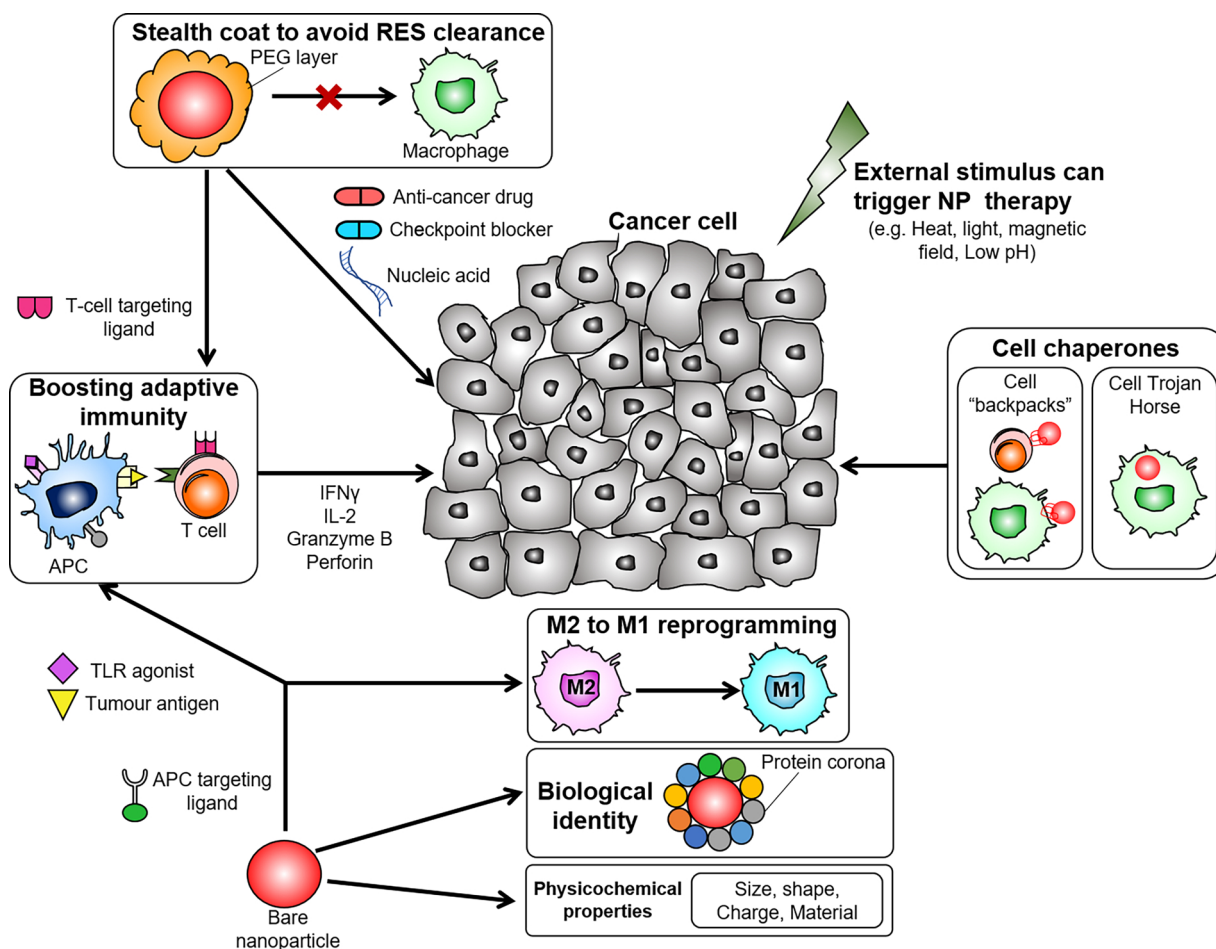 Stealth coat to avoid RES clearance
PEG layer
Macrophage
Anti-cancer drug
Checkpoint blocker
Nucleic acid
Cancer cell
External stimulus can
trigger NP therapy
(e.g. Heat, light, magnetic
field, Low pH)
T-cell targeting
ligand
Boosting adaptive
immunity
T cell
APC
IFNγ
IL-2
Granzyme B
Perforin
Cell chaperones
Cell
“backpacks”
Cell Trojan
Horse
TLR agonist
Tumour antigen
APC targeting
ligand
M2 to M1 reprogramming
M2
M1
Biological
identity
Protein corona
Physicochemical
properties
Size, shape,
Charge, Material
Bare
nanoparticle